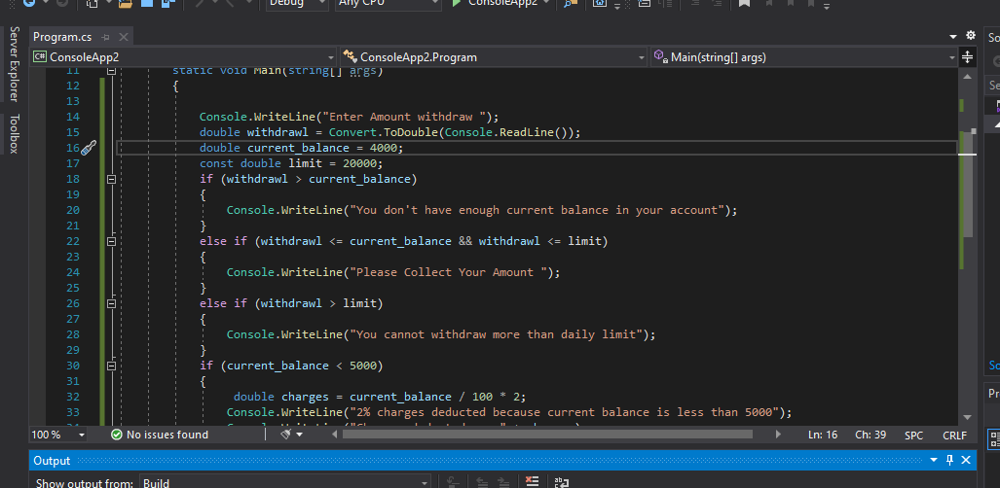 Debug
Any CPU
ConsoleApp2
Server Explorer
Toolbox
Program.cs
C# ConsoleApp2
ConsoleApp2.Program
Main(string[] args)
11 static void Main(string[] args)
12 {
13
14 Console.WriteLine("Enter Amount withdraw ");
15 double withdrawl = Convert.ToDouble(Console.ReadLine());
16 double current_balance = 4000;
17 const double limit = 20000;
18 if (withdrawl > current_balance)
19 {
20 Console.WriteLine("You don't have enough current balance in your account");
21 }
22 else if (withdrawl <= current_balance && withdrawl <= limit)
23 {
24 Console.WriteLine("Please Collect Your Amount ");
25 }
26 else if (withdrawl > limit)
27 {
28 Console.WriteLine("You cannot withdraw more than daily limit");
29 }
30 if (current_balance < 5000)
31 {
32 double charges = current_balance / 100 * 2;
33 Console.WriteLine("2% charges deducted because current balance is less than 5000");
100 %
No issues found
Ln: 16
Ch: 39
SPC
CRLF
Output
Show output from:
Build
So
Se
So
Pr